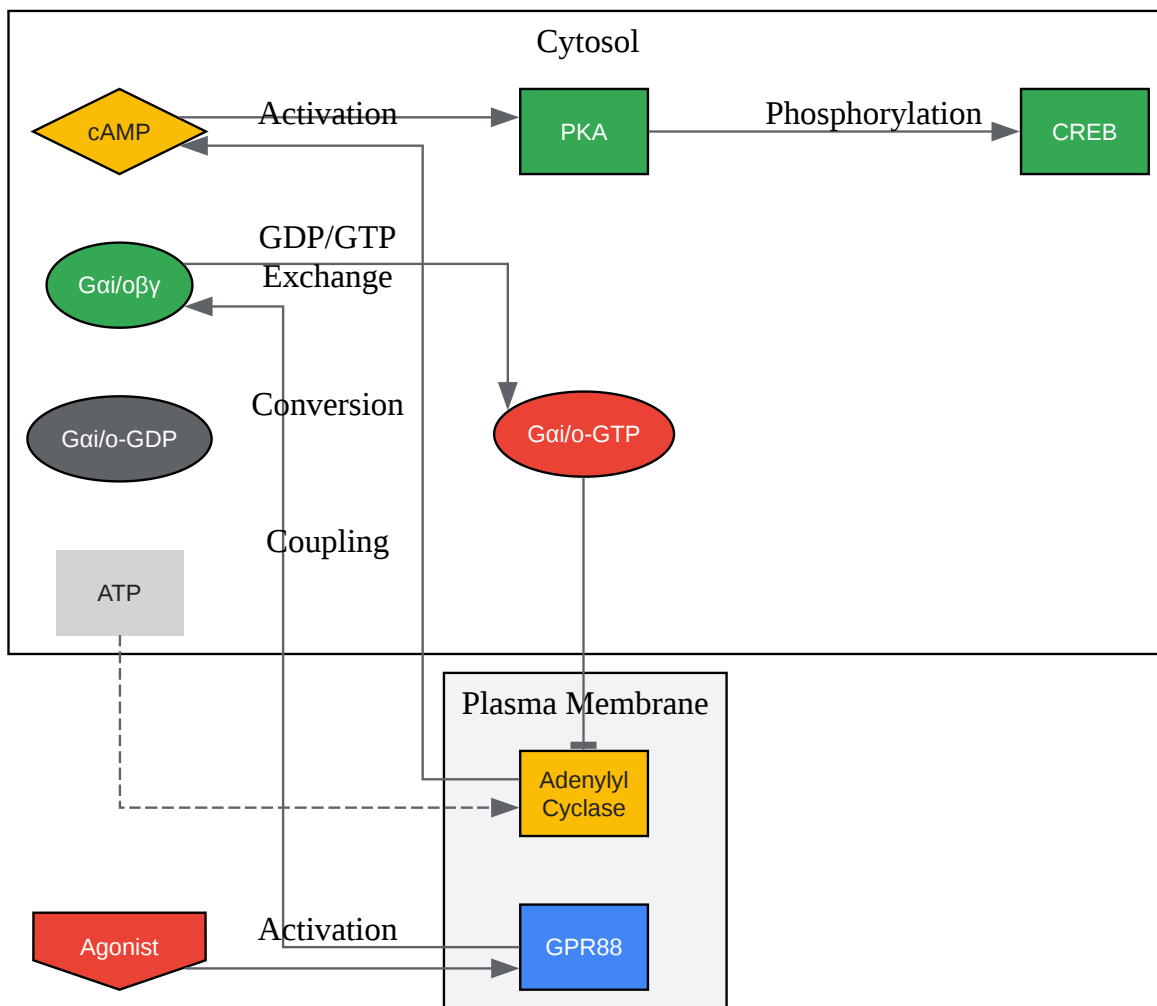 Cytosol
cAMP
Activation
PKA
Phosphorylation
CREB
Gαi/oβγ
GDP/GTP
Exchange
Conversion
Gαi/o-GDP
Gαi/o-GTP
Coupling
ATP
Plasma Membrane
Adenylyl
Cyclase
Agonist
Activation
GPR88